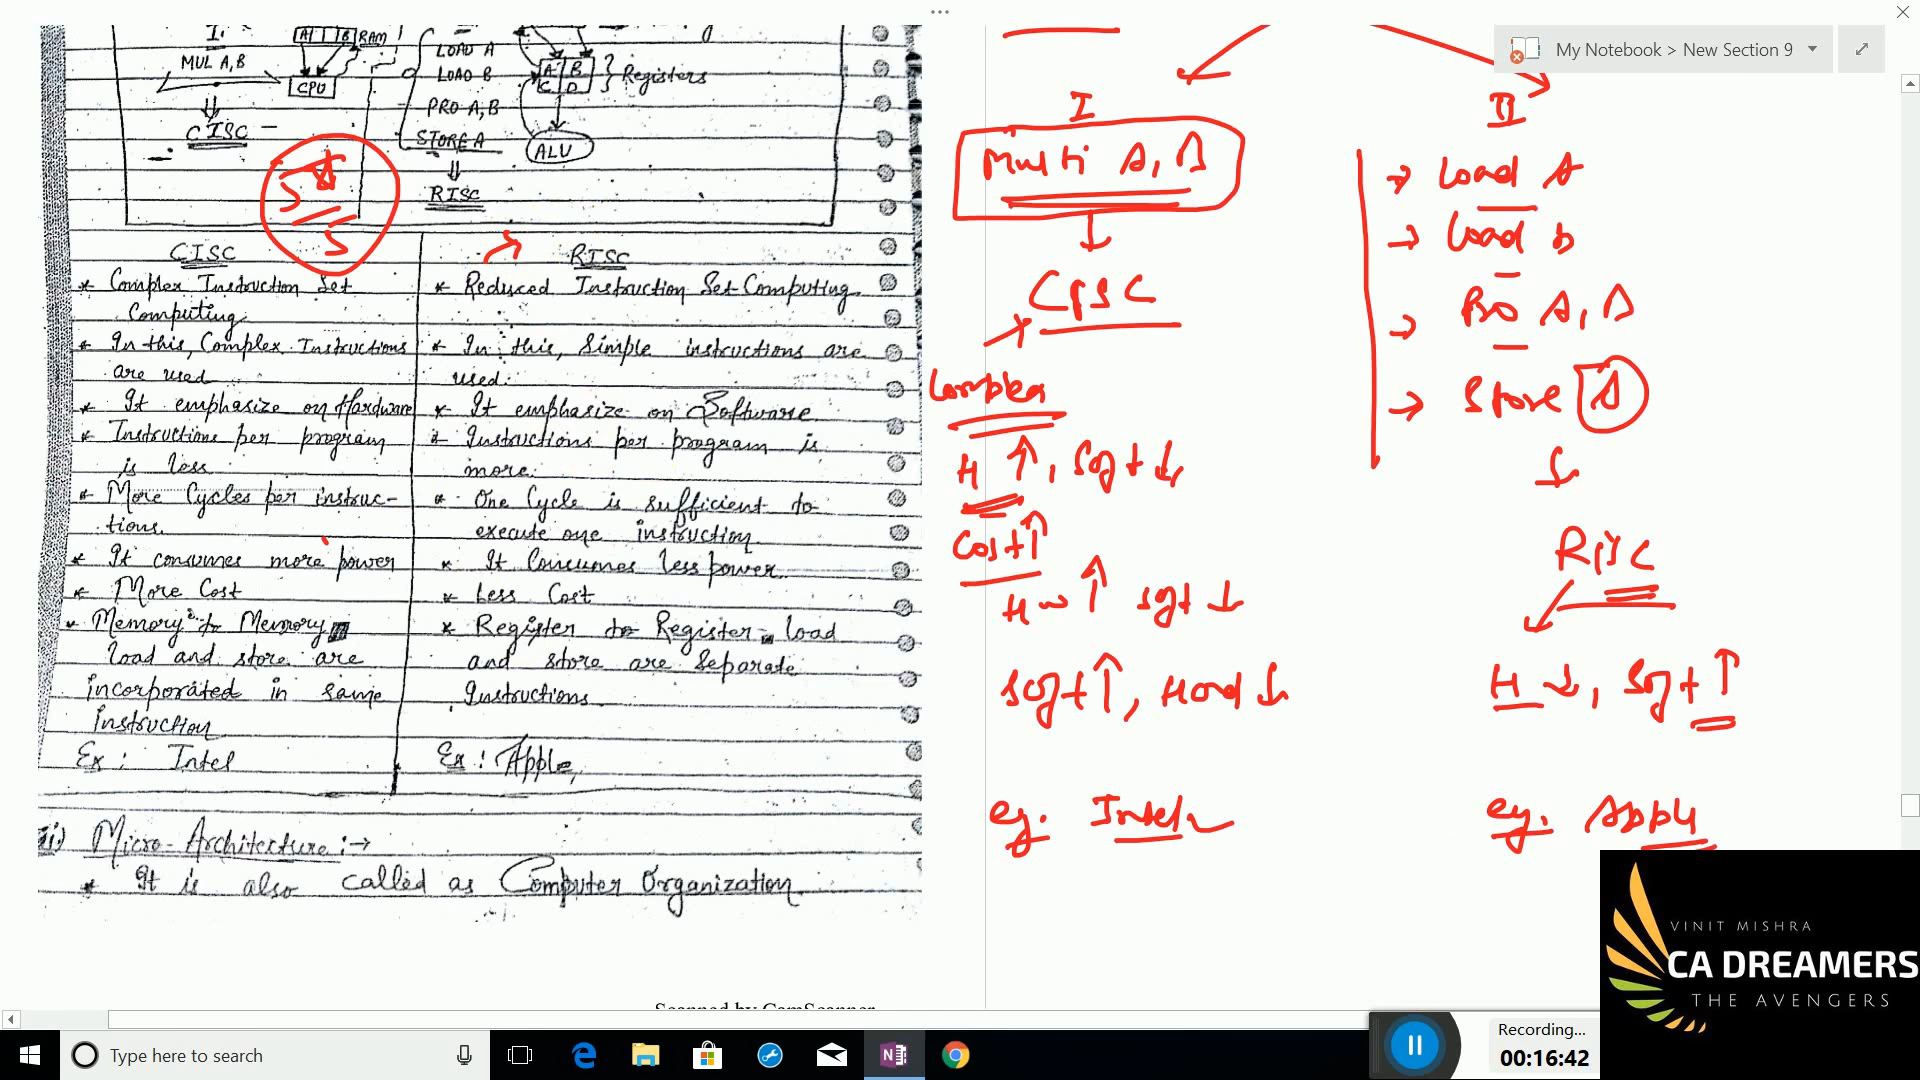 My Notebook > New Section 9
I.
A B RAM
MUL A, B
CPU
CISC
LOAD A
LOAD B
PRO A, B
STORE A
RISC
A B
C D
Registers
ALU
CISC
* Complex Instruction Set
Computing
* In this, Complex Instructions
are used
* It emphasize on Hardware
* Instructions per program
is less
* More Cycles per instruc-
tions.
* It consumes more power
* More Cost
* Memory to Memory
load and store are
incorporated in same
instruction
Ex : Intel
RISC
* Reduced Instruction Set Computing
* In this, Simple instructions are
used.
* It emphasize on Software
* Instructions per program is
more.
* One Cycle is sufficient to
execute one instruction
* It Consumes less power
* Less Cost
* Register to Register load
and store are separate
Instructions
Ex : Apple,
ii) Micro-Architecture :→
* It is also called as Computer Organization
I
Multi A, B
CISC
Complex
H ↑, Soft ↓
Cost ↑
H w ↑ Soft ↓
Soft ↑, Hard ↓
eg. Intel
II
→ Load A
→ Load B
→ Pro A, B
→ Store A
RISC
H ↓, Soft ↑
eg. Apple
VINIT MISHRA
CA DREAMERS
THE AVENGERS
Type here to search
Recording...
00:16:42